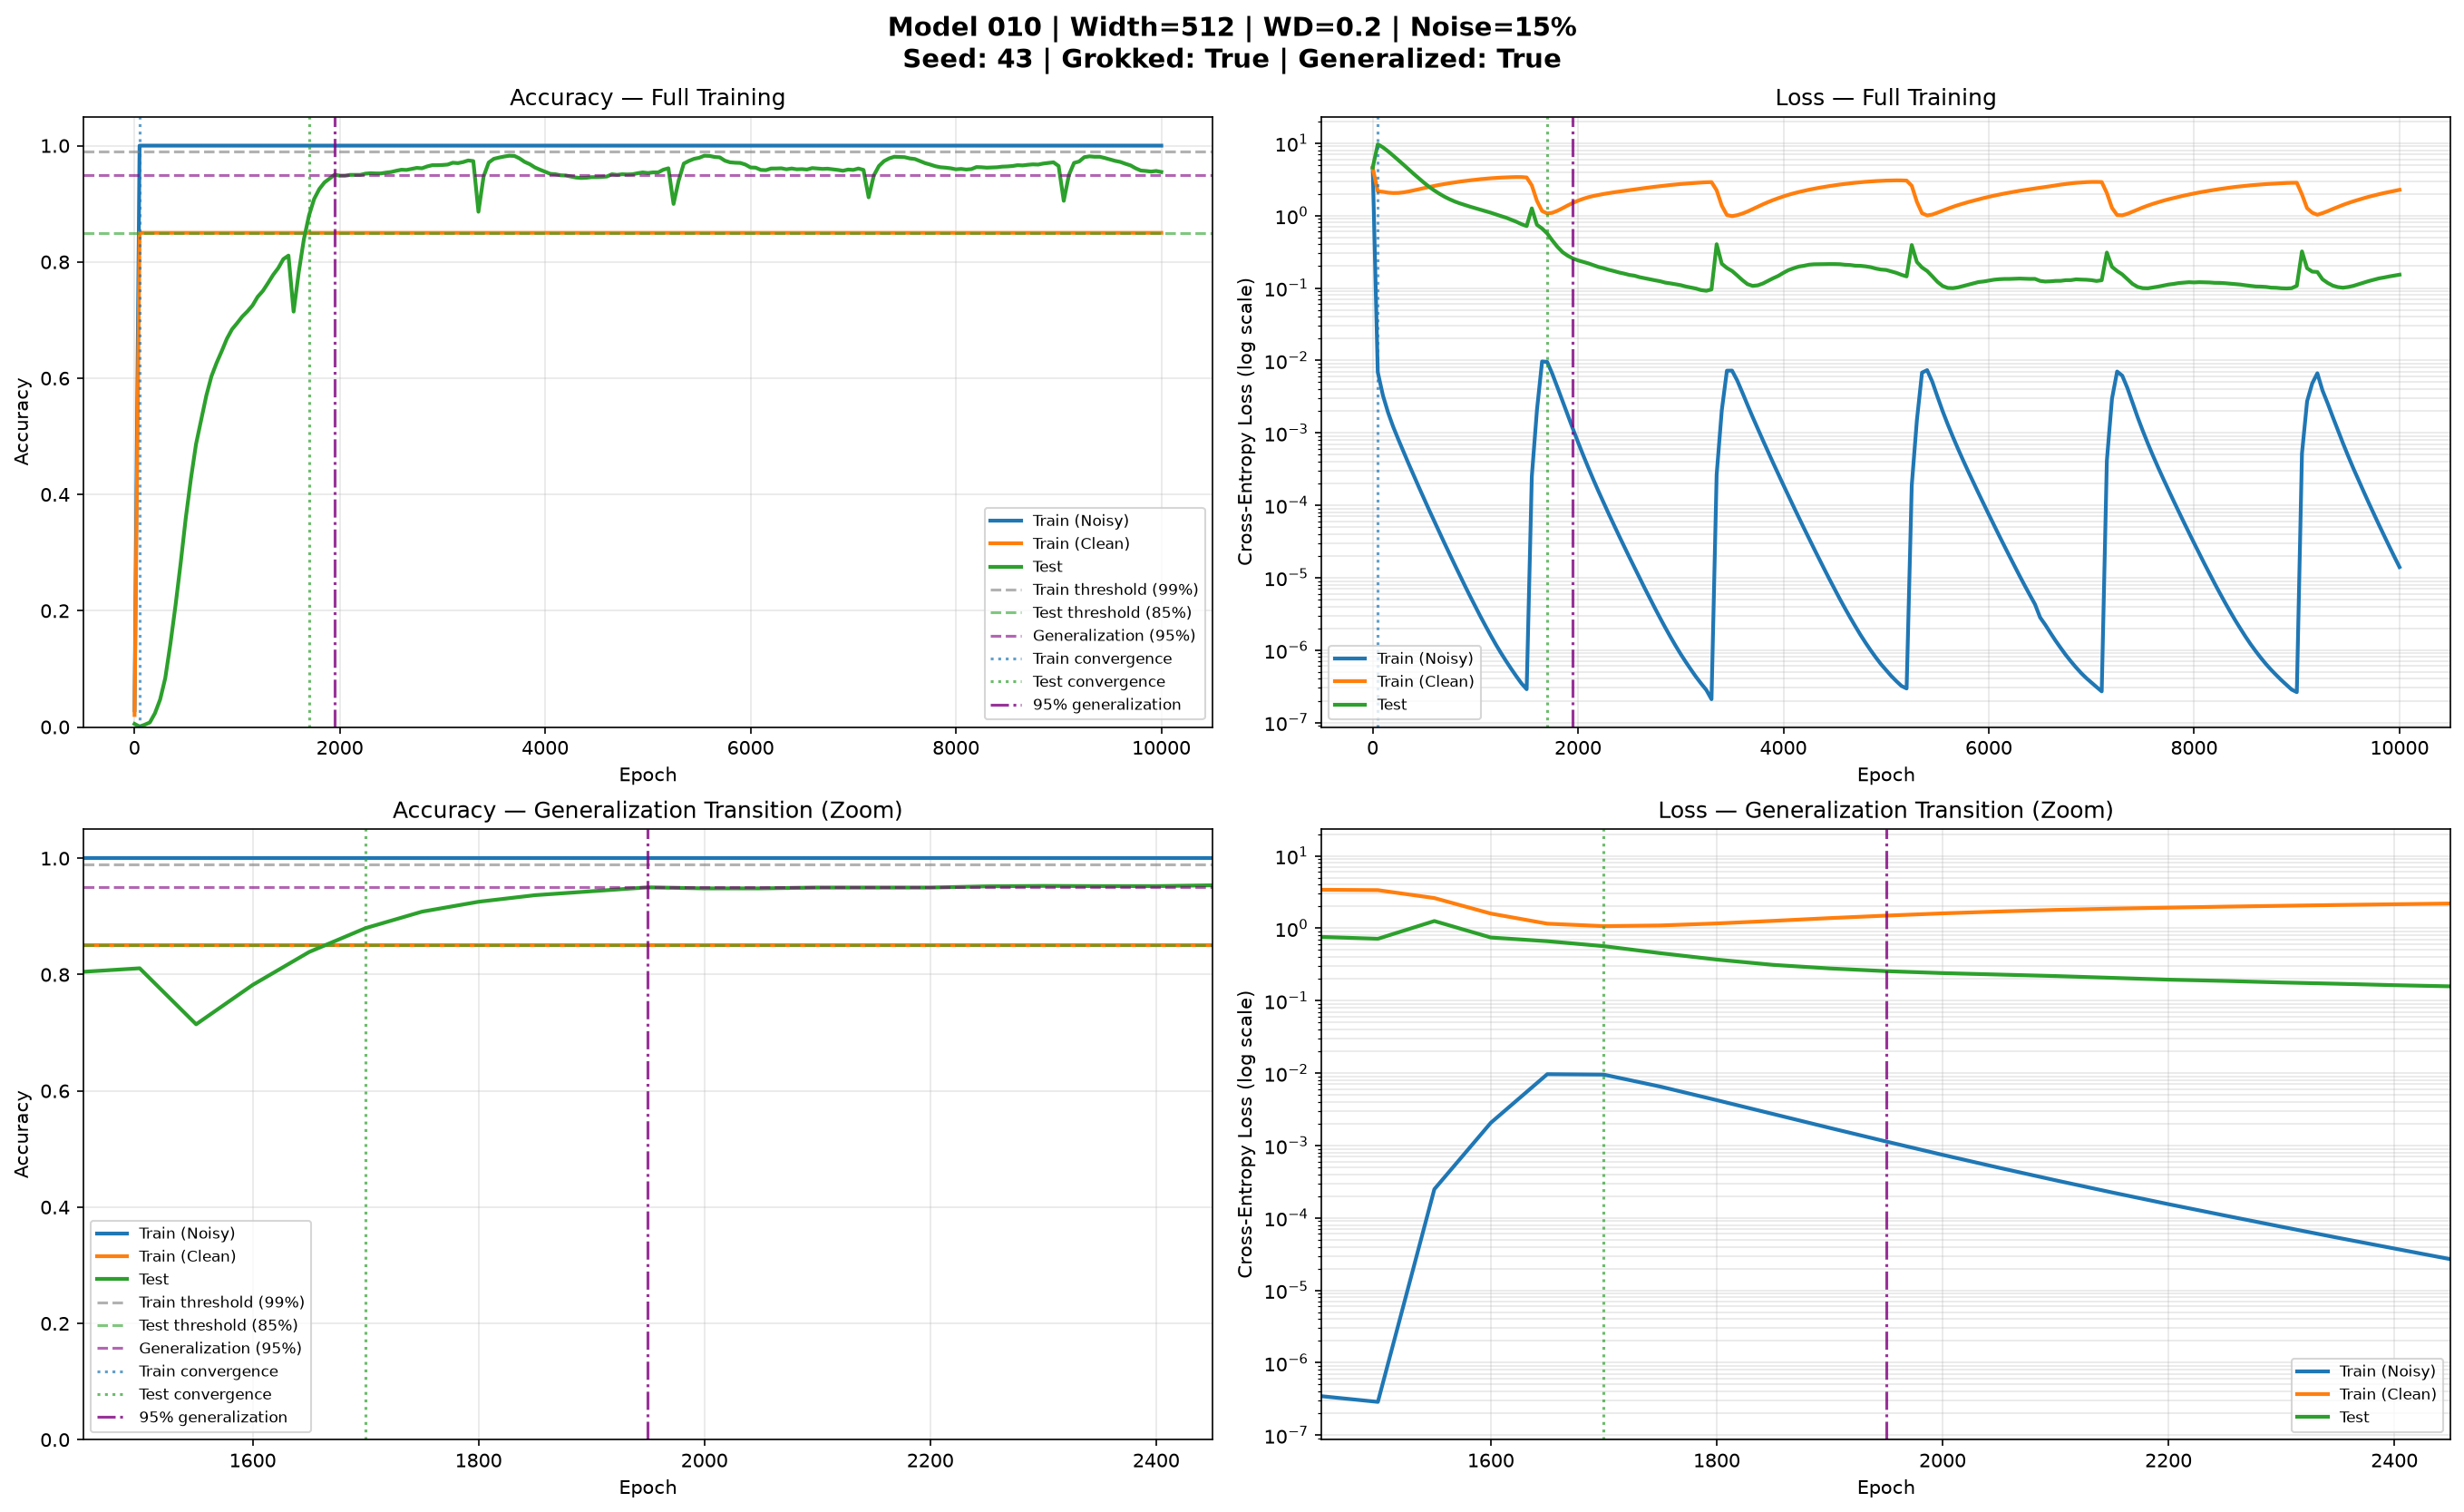 Model 010 | Width=512 | WD=0.2 | Noise=15%
Seed: 43 | Grokked: True | Generalized: True
Accuracy — Full Training
1.0
0.8
0.6
0.4
0.2
0.0
Accuracy
0
2000
4000
6000
8000
10000
Epoch
Train (Noisy)
Train (Clean)
Test
Train threshold (99%)
Test threshold (85%)
Generalization (95%)
Train convergence
Test convergence
95% generalization
Loss — Full Training
10^1
10^0
10^-1
10^-2
10^-3
10^-4
10^-5
10^-6
10^-7
Cross-Entropy Loss (log scale)
0
2000
4000
6000
8000
10000
Epoch
Train (Noisy)
Train (Clean)
Test
Accuracy — Generalization Transition (Zoom)
1.0
0.8
0.6
0.4
0.2
0.0
Accuracy
1600
1800
2000
2200
2400
Epoch
Train (Noisy)
Train (Clean)
Test
Train threshold (99%)
Test threshold (85%)
Generalization (95%)
Train convergence
Test convergence
95% generalization
Loss — Generalization Transition (Zoom)
10^1
10^0
10^-1
10^-2
10^-3
10^-4
10^-5
10^-6
10^-7
Cross-Entropy Loss (log scale)
1600
1800
2000
2200
2400
Epoch
Train (Noisy)
Train (Clean)
Test